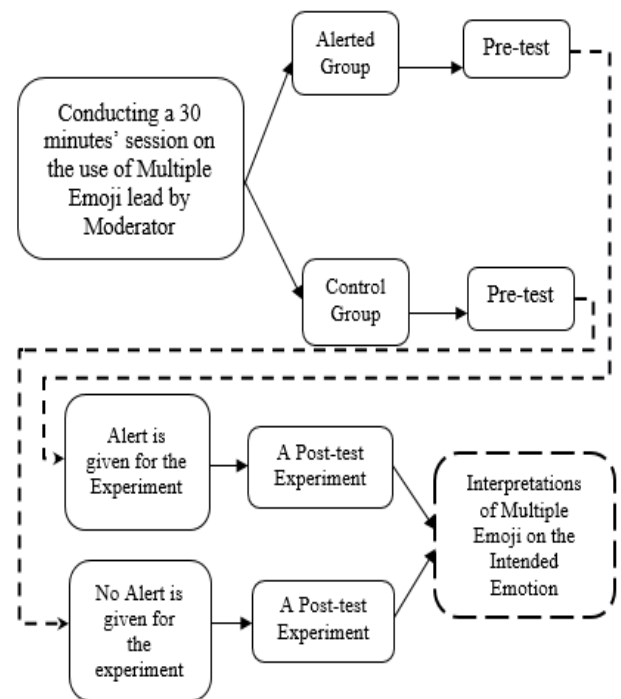 Conducting a 30
minutes’ session on
the use of Multiple
Emoji lead by
Moderator
Alerted
Group
Pre-test
Control
Group
Pre-test
Alert is
given for the
Experiment
A Post-test
Experiment
No Alert is
given for
the
experiment
A Post-test
Experiment
Interpretations
of Multiple
Emoji on the
Intended
Emotion